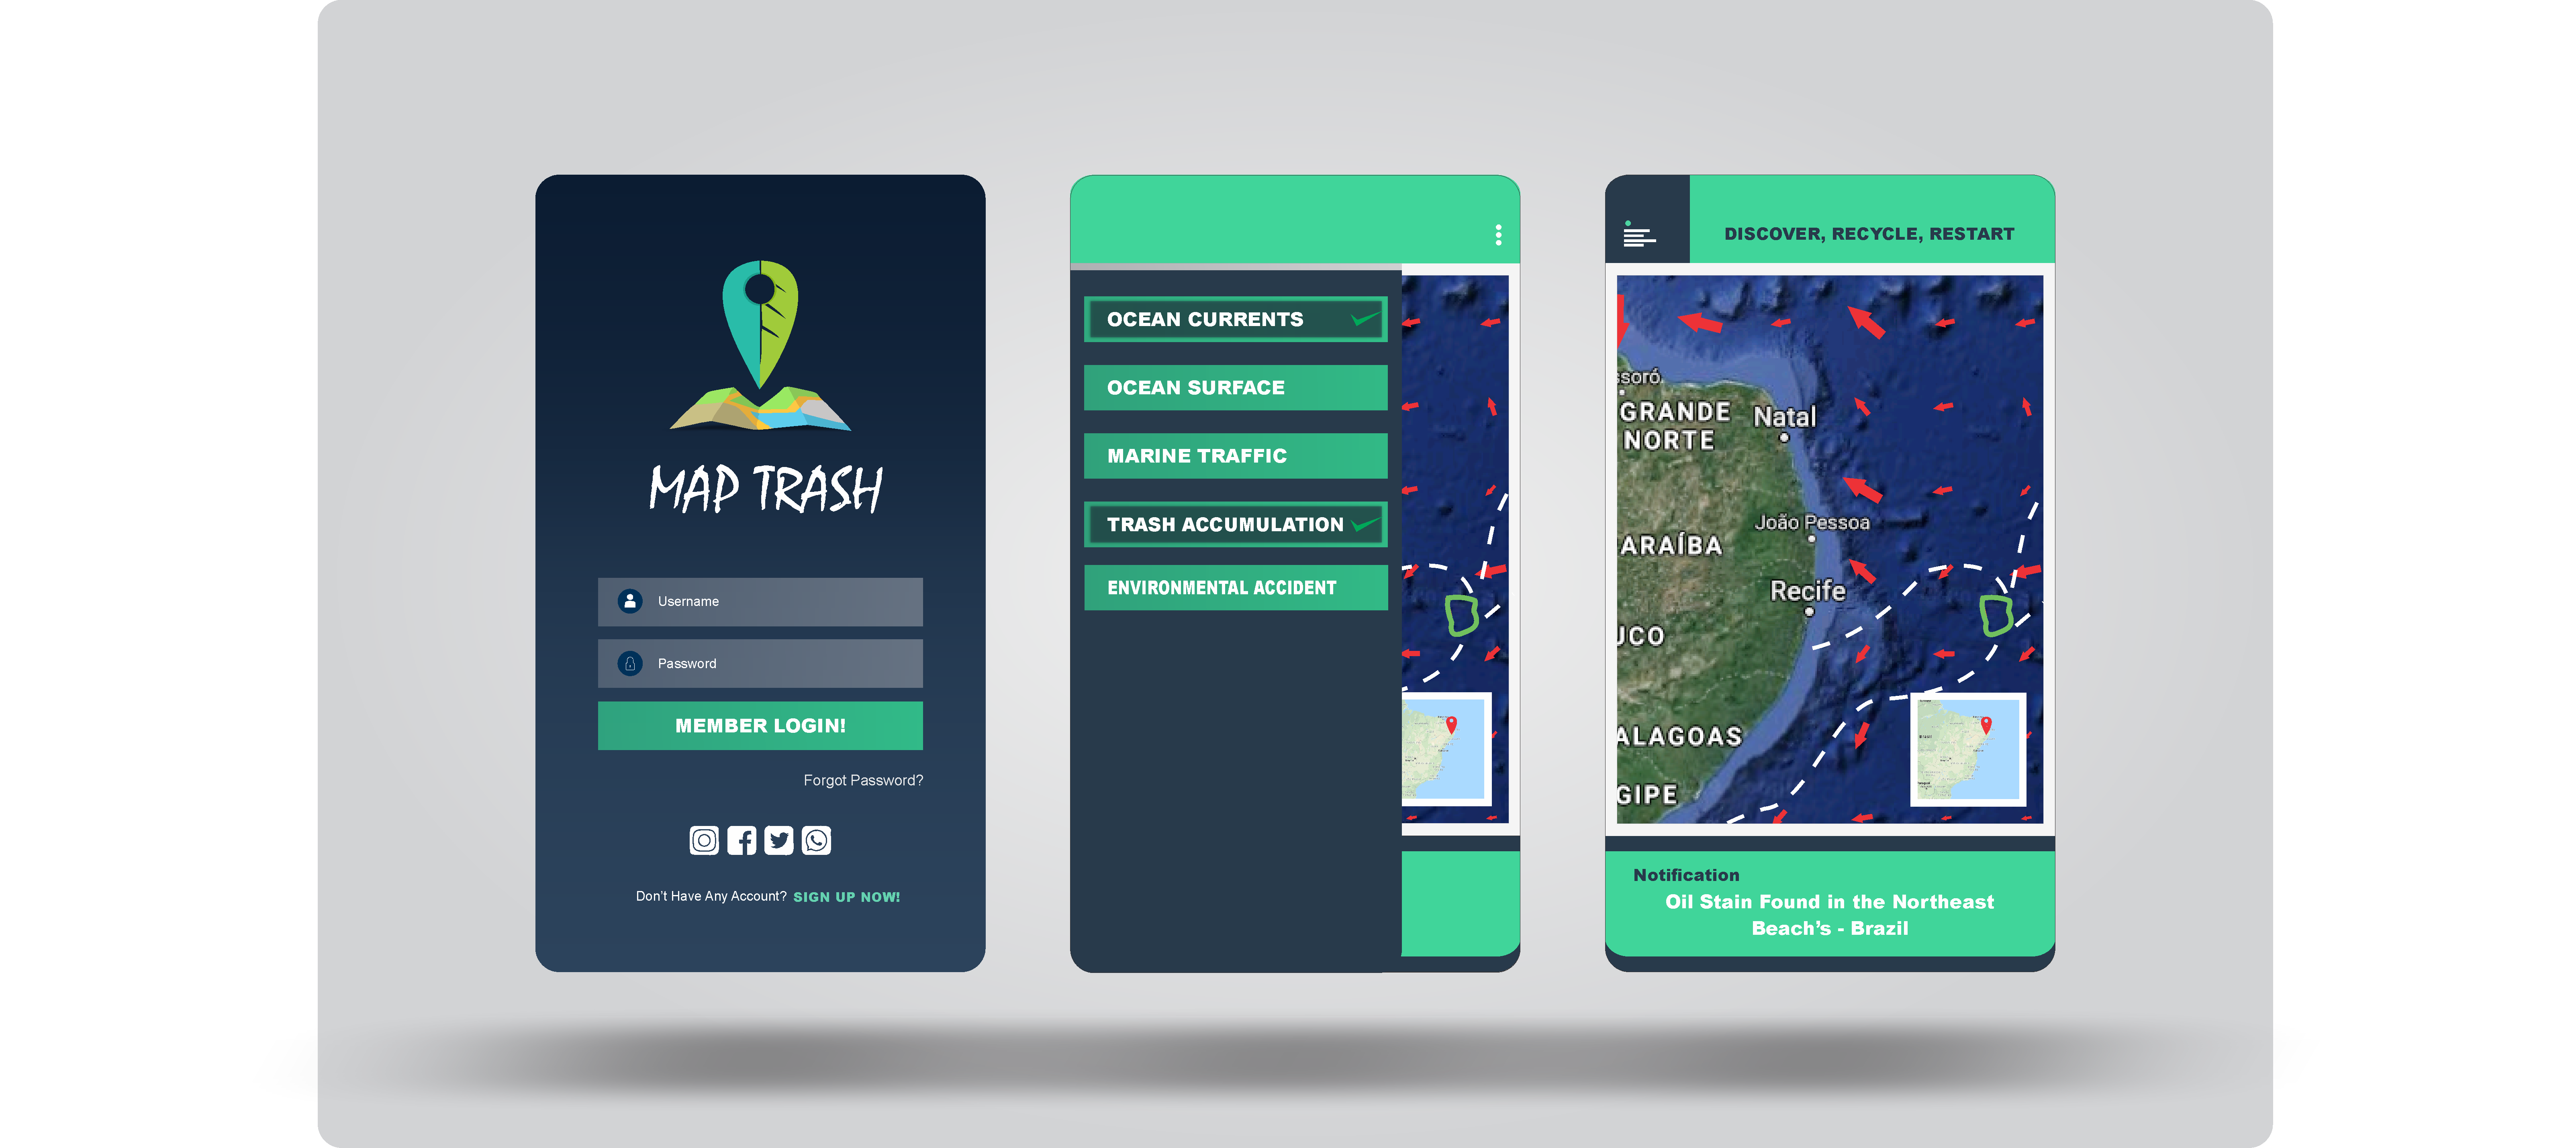 MAP TRASH
Username
Password
MEMBER LOGIN!
Forgot Password?
Don't Have Any Account? SIGN UP NOW!
OCEAN CURRENTS
OCEAN SURFACE
MARINE TRAFFIC
TRASH ACCUMULATION
ENVIRONMENTAL ACCIDENT
DISCOVER, RECYCLE, RESTART
ssoró
GRANDE
NORTE
Natal
João Pessoa
ARAÍBA
Recife
UCO
ALAGOAS
GIPE
Notification
Oil Stain Found in the Northeast
Beach's - Brazil